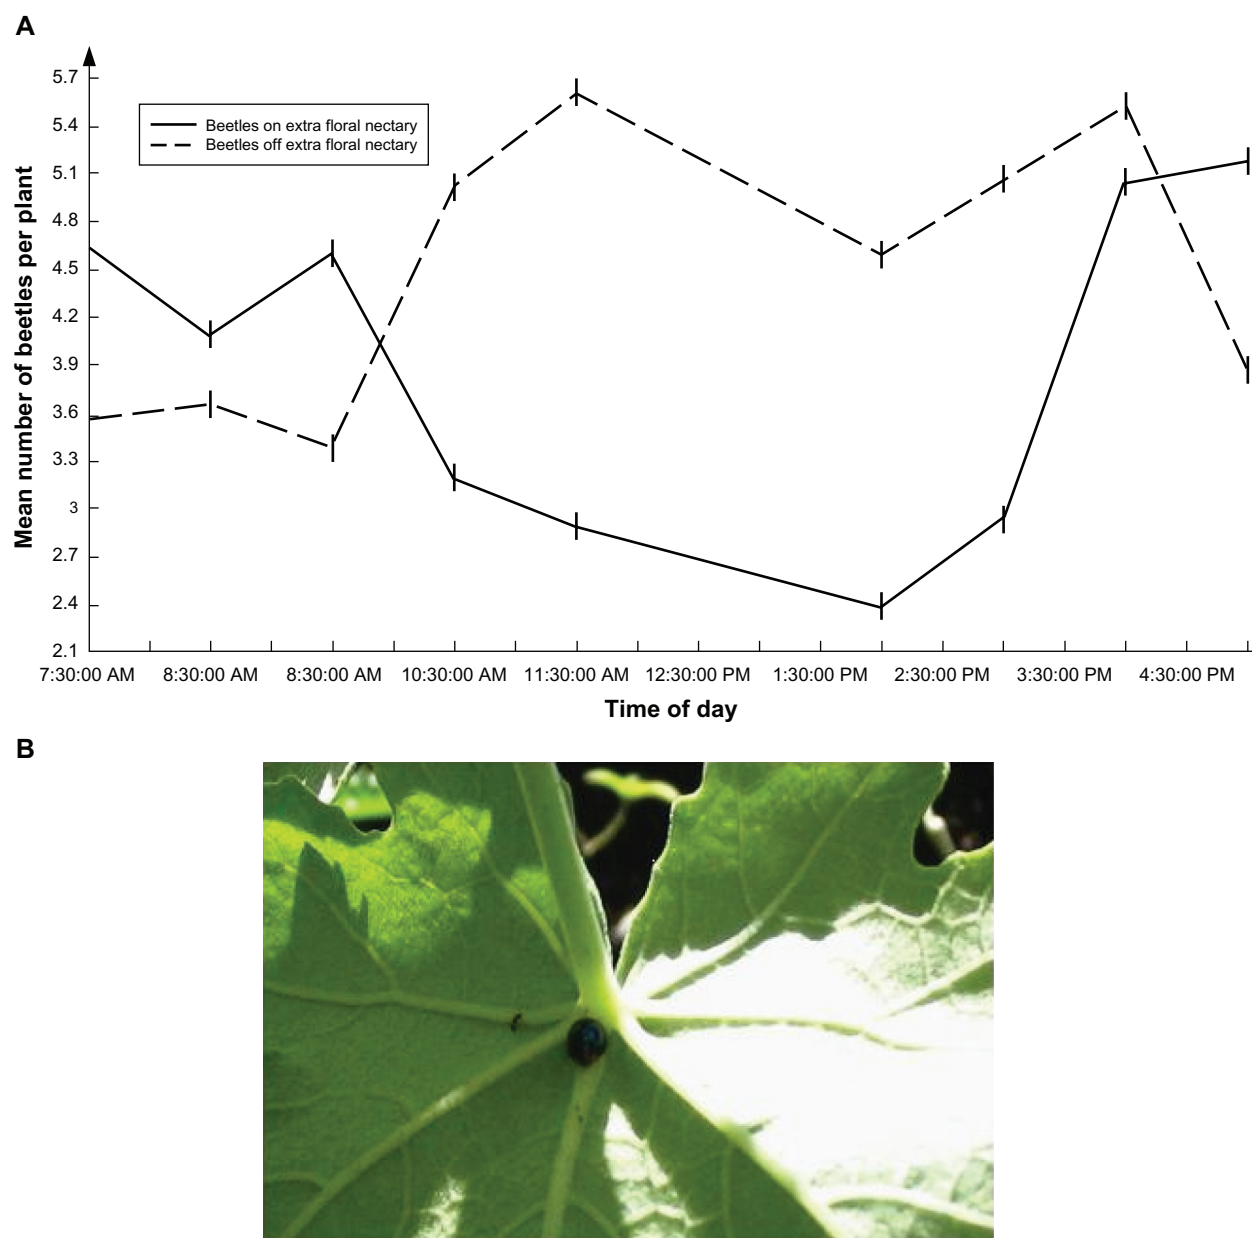 A
5.7
5.4
5.1
4.8
4.5
4.2
3.9
3.6
3.3
3
2.7
2.4
2.1
Mean number of beetles per plant
Beetles on extra floral nectary
Beetles off extra floral nectary
7:30:00 AM 8:30:00 AM 8:30:00 AM 10:30:00 AM 11:30:00 AM 12:30:00 PM 1:30:00 PM 2:30:00 PM 3:30:00 PM 4:30:00 PM
Time of day
B